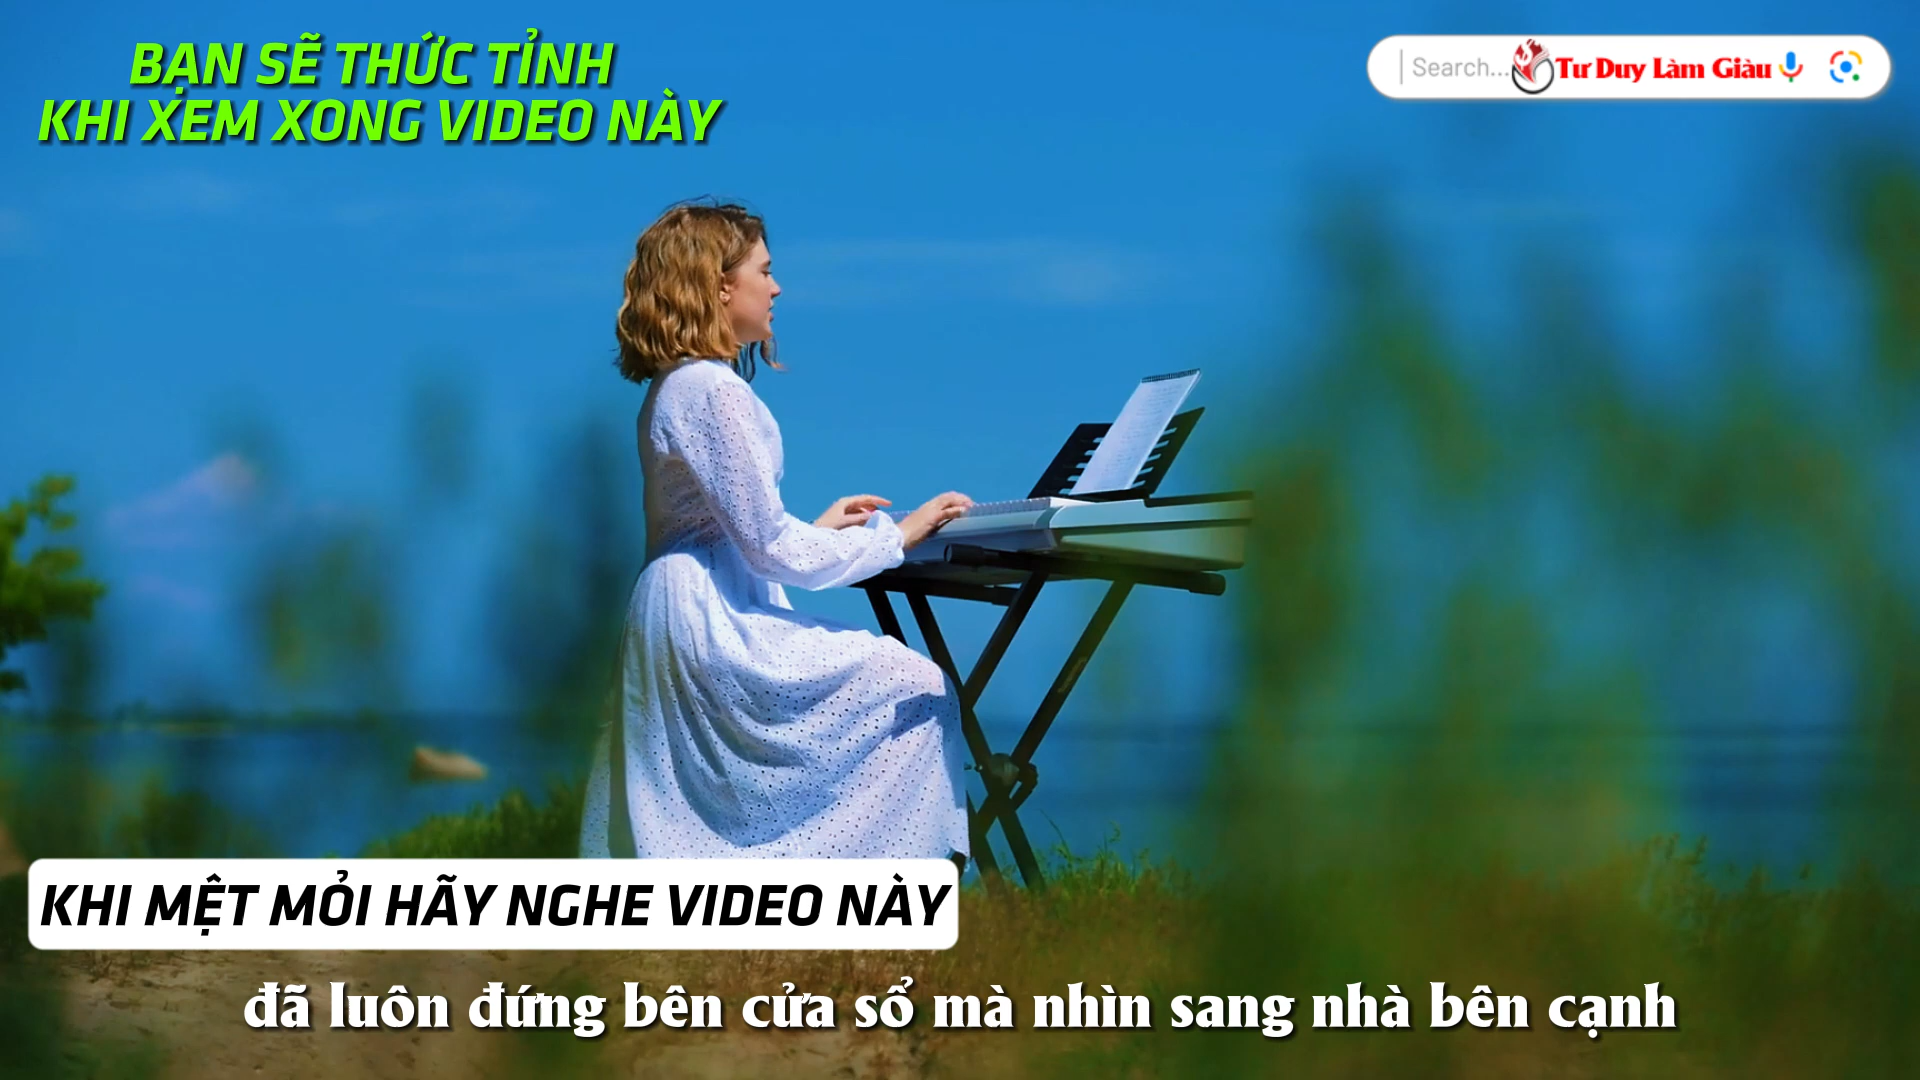 BẠN SẼ THỨC TỈNH
KHI XEM XONG VIDEO NÀY
Search... Tư Duy Làm Giàu
KHI MỆT MỎI HÃY NGHE VIDEO NÀY
đã luôn đứng bên cửa sổ mà nhìn sang nhà bên cạnh